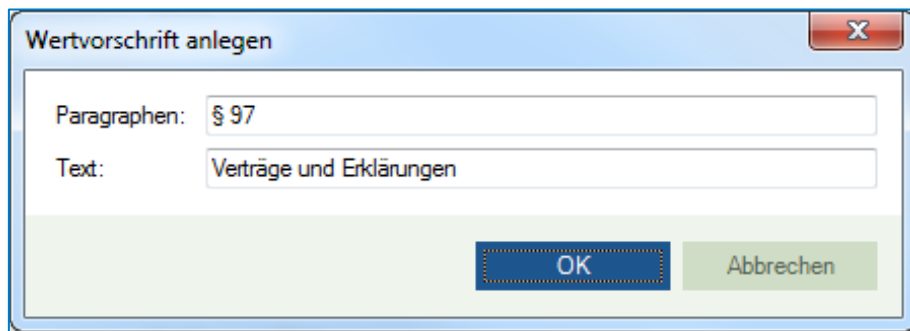 Wertvorschrift anlegen
Paragraphen: § 97
Text: Verträge und Erklärungen
OK Abbrechen